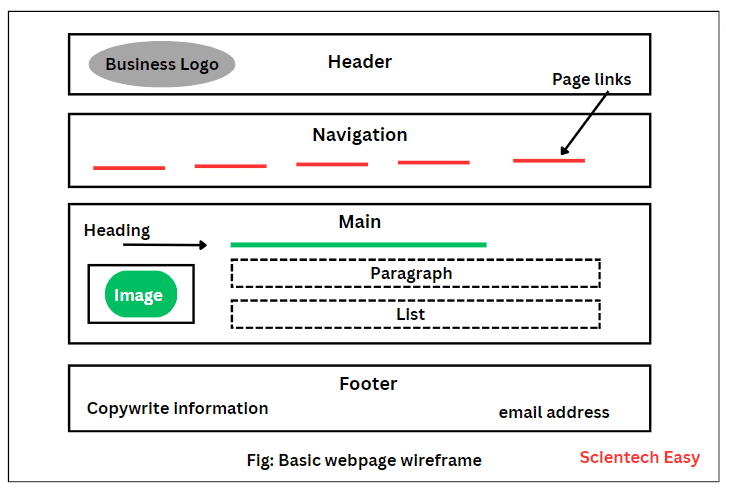 Business Logo
Header
Page links
Navigation
Main
Heading
Paragraph
Image
List
Footer
Copywrite information
email address
Fig: Basic webpage wireframe
Scientech Easy